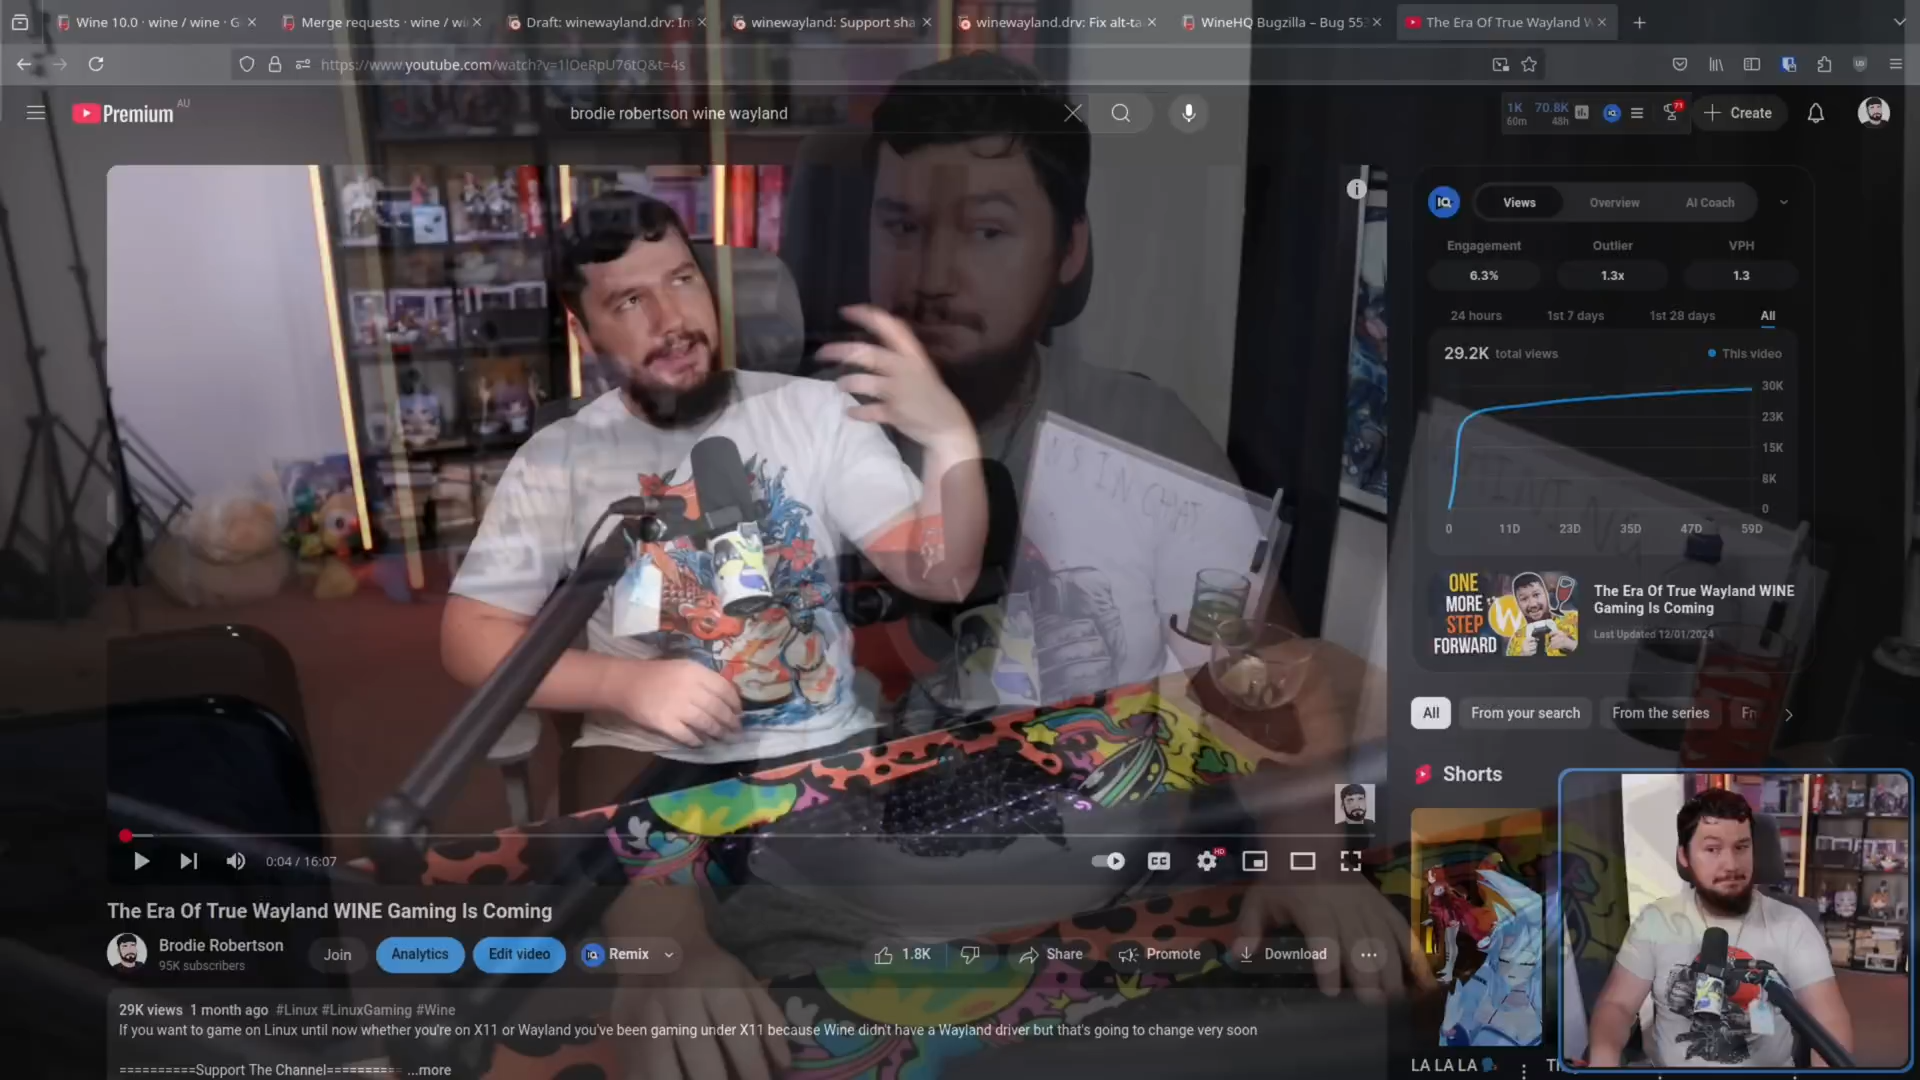 Wine 10.0 · wine / wine · G
Merge requests · wine / wi
Draft: winewayland.drv: Im
winewayland: Support sha
winewayland.drv: Fix alt-ta
WineHQ Bugzilla – Bug 553
The Era Of True Wayland W
https://www.youtube.com/watch?v=1lOeRpU76tQ&t=4s
Premium AU
brodie robertson wine wayland
1K 70.8K
60m 48h
71
Create
Views Overview AI Coach
Engagement Outlier VPH
6.3% 1.3x 1.3
24 hours 1st 7 days 1st 28 days All
29.2K total views This video
30K
23K
15K
8K
0
0 11D 23D 35D 47D 59D
N'S IN CHAT
ONE
MORE
STEP
FORWARD
The Era Of True Wayland WINE
Gaming Is Coming
Last Updated 12/01/2024
All From your search From the series
Shorts
0:04 / 16:07
HD
The Era Of True Wayland WINE Gaming Is Coming
Brodie Robertson
95K subscribers
Join Analytics Edit video Remix 1.8K Share Promote Download
29K views 1 month ago #Linux #LinuxGaming #Wine
If you want to game on Linux until now whether you're on X11 or Wayland you've been gaming under X11 because Wine didn't have a Wayland driver but that's going to change very soon
==========Support The Channel========== ...more
LA LA LA